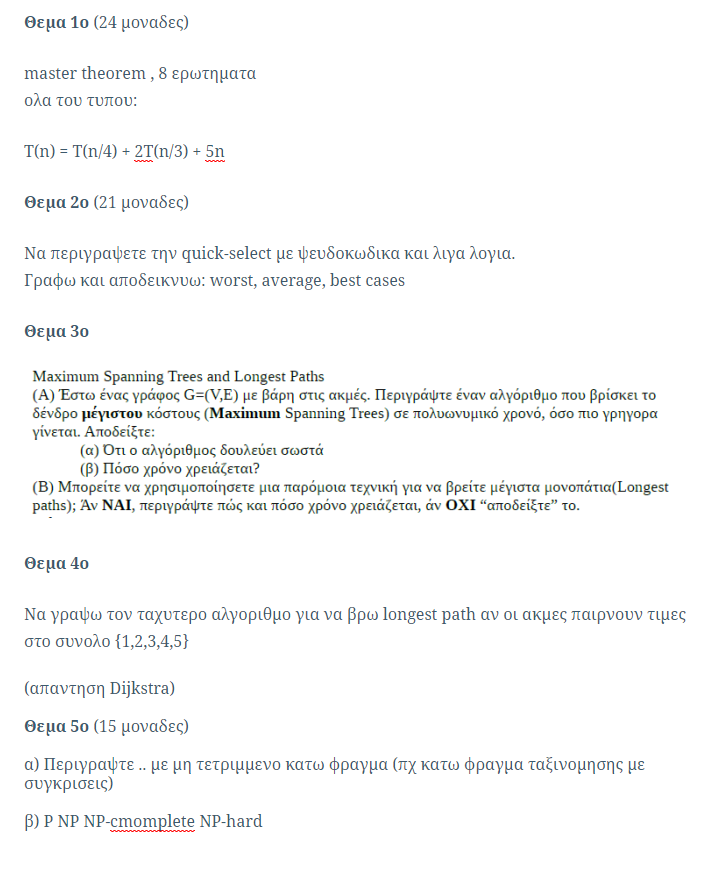 Θεμα 1ο (24 μοναδες)
master theorem , 8 ερωτηματα
ολα του τυπου:
T(n) = T(n/4) + 2T(n/3) + 5n
Θεμα 2ο (21 μοναδες)
Να περιγραψετε την quick-select με ψευδοκωδικα και λιγα λογια.
Γραφω και αποδεικνυω: worst, average, best cases
Θεμα 3ο
Maximum Spanning Trees and Longest Paths
(Α) Έστω ένας γράφος G=(V,E) με βάρη στις ακμές. Περιγράψτε έναν αλγόριθμο που βρίσκει το
δένδρο μέγιστου κόστους (Maximum Spanning Trees) σε πολυωνυμικό χρονό, όσο πιο γρηγορα
γίνεται. Αποδείξτε:
(α) Ότι ο αλγόριθμος δουλεύει σωστά
(β) Πόσο χρόνο χρειάζεται?
(Β) Μπορείτε να χρησιμοποίησετε μια παρόμοια τεχνική για να βρείτε μέγιστα μονοπάτια(Longest
paths); Άν ΝΑΙ, περιγράψτε πώς και πόσο χρόνο χρειάζεται, άν ΟΧΙ “αποδείξτε” το.
Θεμα 4ο
Να γραψω τον ταχυτερο αλγοριθμο για να βρω longest path αν οι ακμες παιρνουν τιμες
στο συνολο {1,2,3,4,5}
(απαντηση Dijkstra)
Θεμα 5ο (15 μοναδες)
α) Περιγραψτε .. με μη τετριμμενο κατω φραγμα (πχ κατω φραγμα ταξινομησης με
συγκρισεις)
β) P NP NP-cmomplete NP-hard